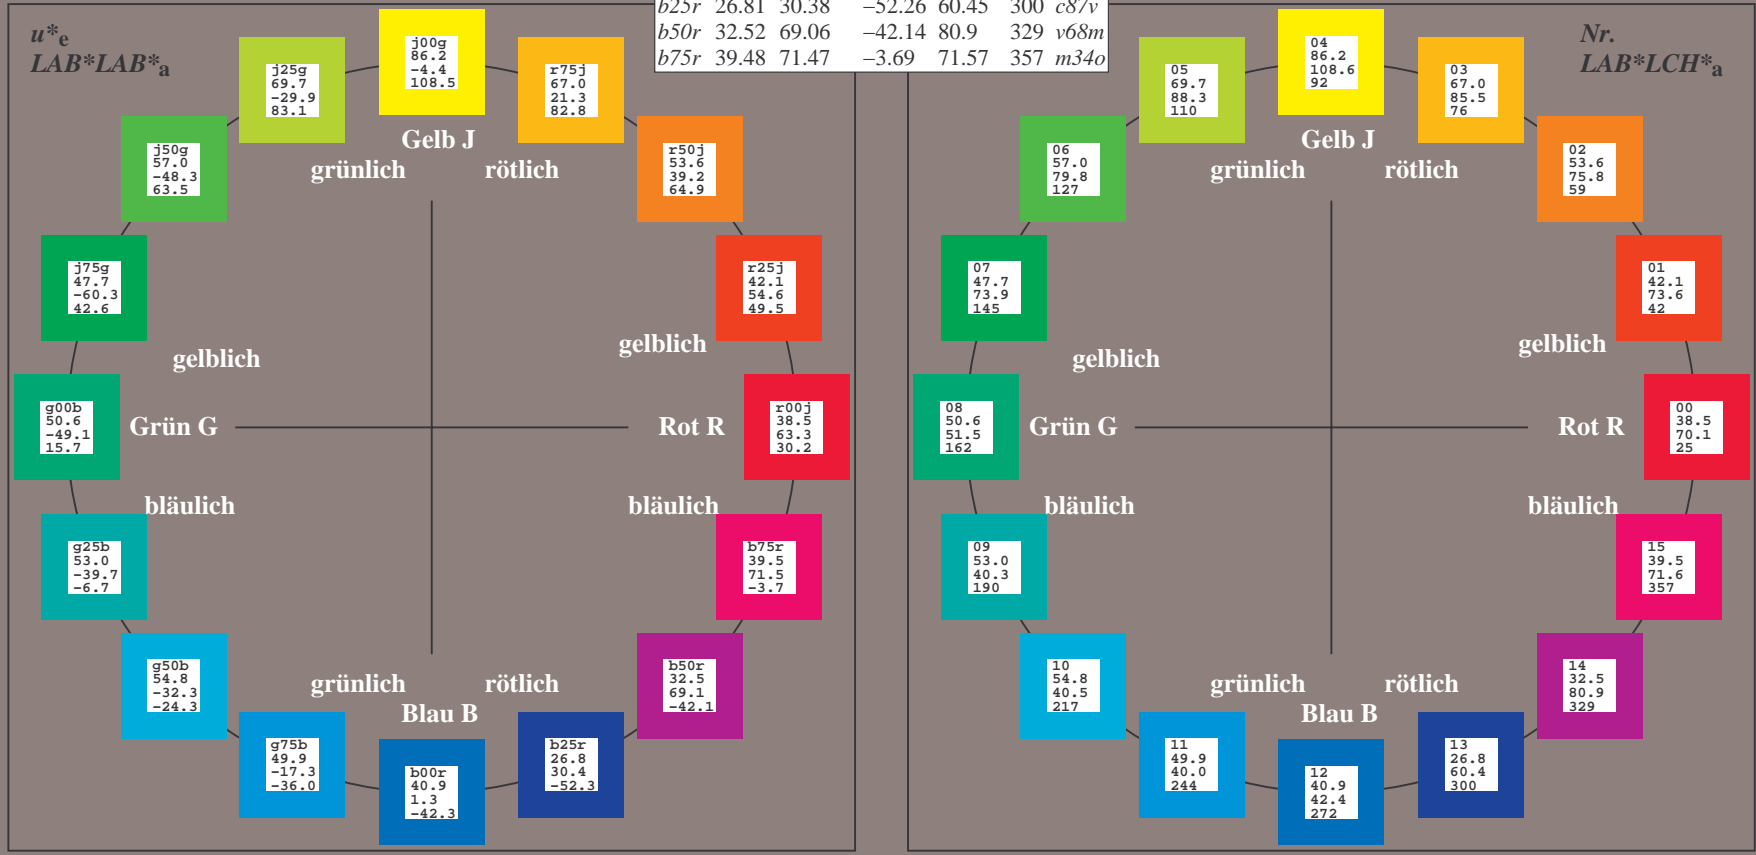 b25r 26.81 30.38 −52.26 60.45 300 c87v
b50r 32.52 69.06 −42.14 80.9 329 v68m
b75r 39.48 71.47 −3.69 71.57 357 m34o
u*e
LAB*LAB*a
j00g
86.2
-4.4
108.5
j25g
69.7
-29.9
83.1
r75j
67.0
21.3
82.8
Gelb J
grünlich rötlich
j50g
57.0
-48.3
63.5
r50j
53.6
39.2
64.9
j75g
47.7
-60.3
42.6
r25j
42.1
54.6
49.5
gelblich
gelblich
g00b
50.6
-49.1
15.7
Grün G
Rot R
r00j
38.5
63.3
30.2
bläulich
bläulich
g25b
53.0
-39.7
-6.7
b75r
39.5
71.5
-3.7
g50b
54.8
-32.3
-24.3
b50r
32.5
69.1
-42.1
grünlich rötlich
Blau B
g75b
49.9
-17.3
-36.0
b00r
40.9
1.3
-42.3
b25r
26.8
30.4
-52.3
Nr.
LAB*LCH*a
04
86.2
108.6
92
05
69.7
88.3
110
03
67.0
85.5
76
Gelb J
grünlich rötlich
06
57.0
79.8
127
02
53.6
75.8
59
07
47.7
73.9
145
01
42.1
73.6
42
gelblich
gelblich
08
50.6
51.5
162
Grün G
Rot R
00
38.5
70.1
25
bläulich
bläulich
09
53.0
40.3
190
15
39.5
71.6
357
10
54.8
40.5
217
14
32.5
80.9
329
grünlich rötlich
Blau B
11
49.9
40.0
244
12
40.9
42.4
272
13
26.8
60.4
300